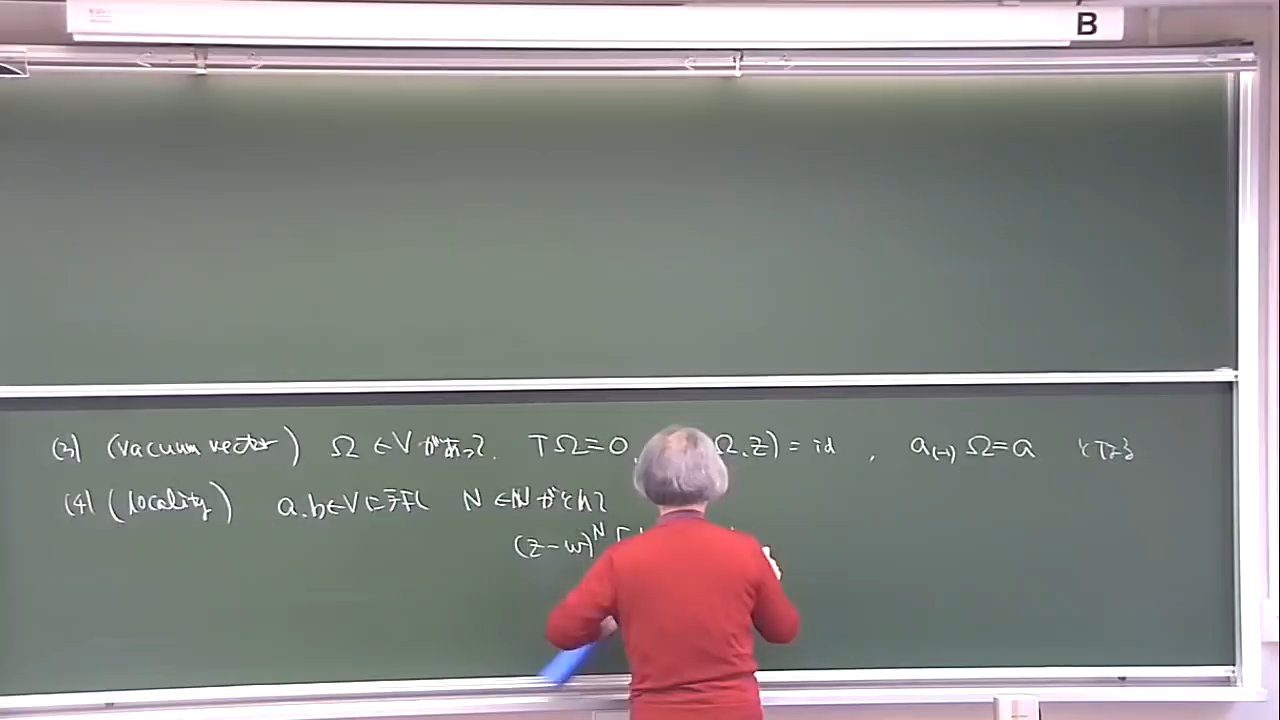 B
(3) (vacuum vector) Ω ∈ V があって. TΩ=0, Ω,z) = id , a₍₋₁₎Ω=a となる
(4) (locality) a,b∈V に対し N ∈ℕ がとれて
(z-w)^N [